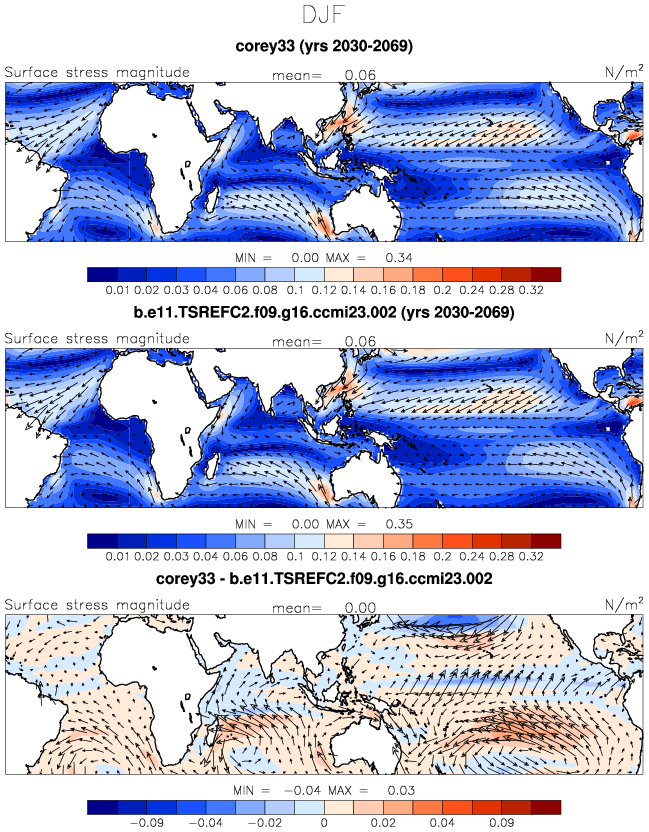 DJF
corey33 (yrs 2030-2069)
Surface stress magnitude mean= 0.06 N/m²
MIN = 0.00 MAX = 0.34
0.01 0.02 0.03 0.04 0.06 0.08 0.1 0.12 0.14 0.16 0.18 0.2 0.24 0.28 0.32
b.e11.TSREFC2.f09.g16.ccmi23.002 (yrs 2030-2069)
Surface stress magnitude mean= 0.06 N/m²
MIN = 0.00 MAX = 0.35
0.01 0.02 0.03 0.04 0.06 0.08 0.1 0.12 0.14 0.16 0.18 0.2 0.24 0.28 0.32
corey33 - b.e11.TSREFC2.f09.g16.ccmi23.002
Surface stress magnitude mean= 0.00 N/m²
MIN = −0.04 MAX = 0.03
−0.09 −0.04 −0.02 0 0.02 0.04 0.09